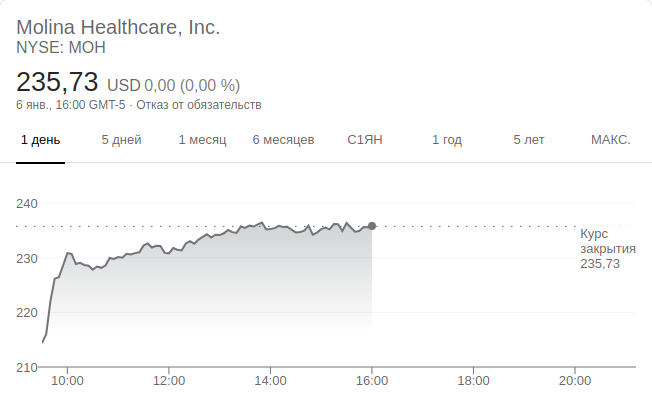 Molina Healthcare, Inc.
NYSE: MOH
235,73 USD 0,00 (0,00 %)
6 янв., 16:00 GMT-5 · Отказ от обязательств
1 день 5 дней 1 месяц 6 месяцев С1ЯН 1 год 5 лет МАКС.
240
230
220
210
Курс
закрытия
235,73
10:00 12:00 14:00 16:00 18:00 20:00